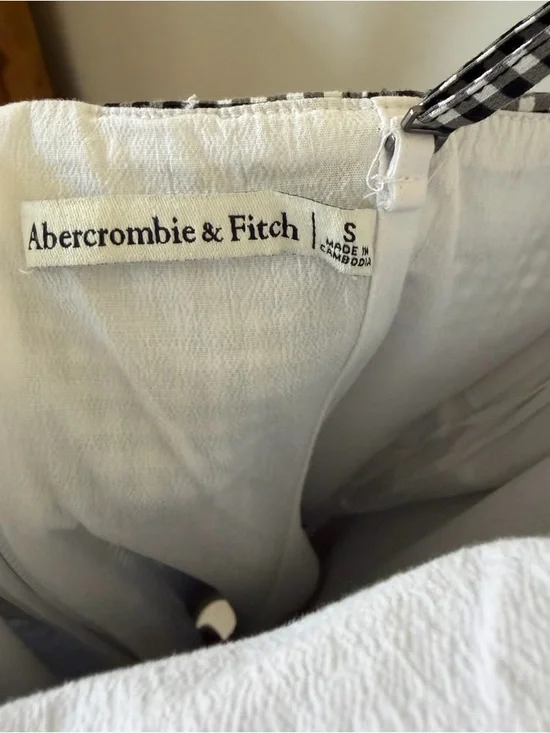 Abercrombie & Fitch | S
MADE IN
CAMBODIA